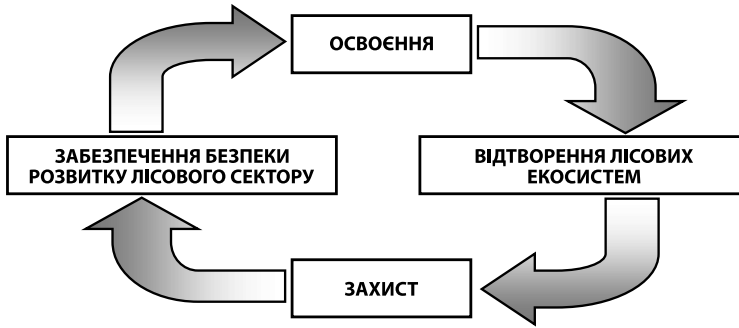 ОСВОЄННЯ
ЗАБЕЗПЕЧЕННЯ БЕЗПЕКИ
РОЗВИТКУ ЛІСОВОГО СЕКТОРУ
ВІДТВОРЕННЯ ЛІСОВИХ
ЕКОСИСТЕМ
ЗАХИСТ